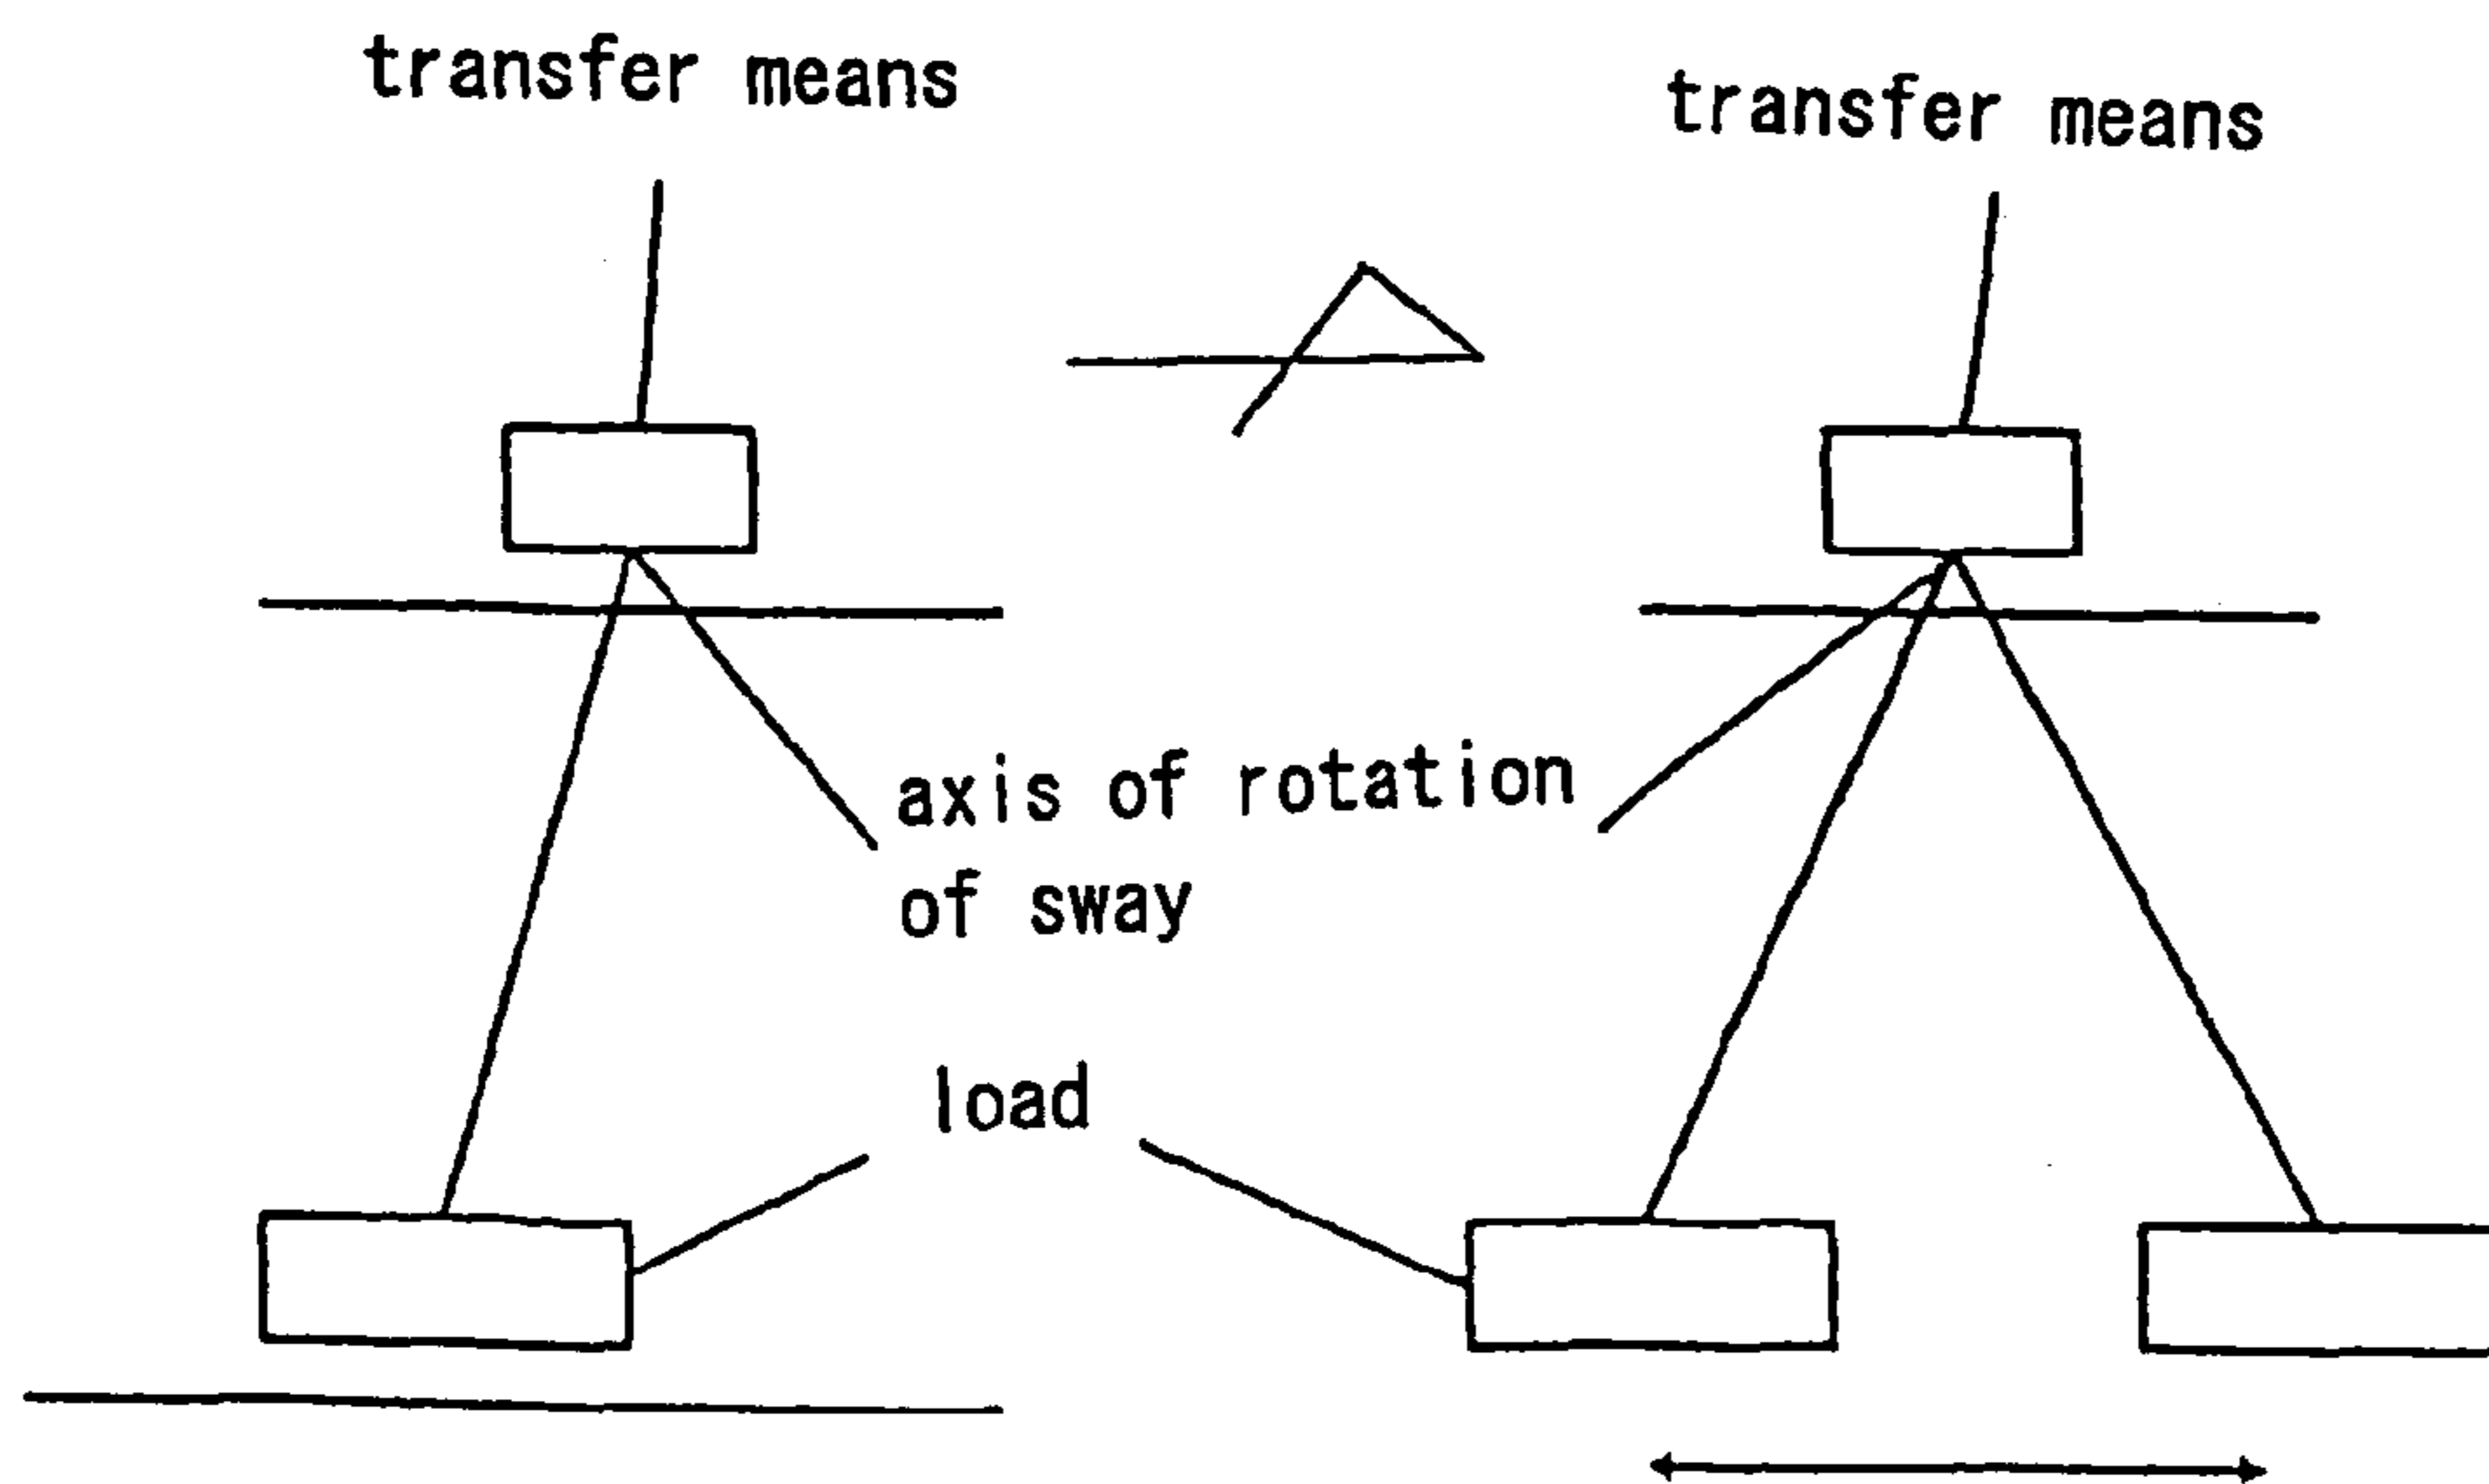 transfer means
transfer means
axis of rotation
of sway
load